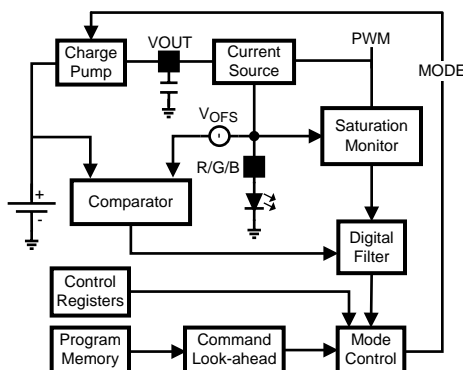 Charge
Pump
VOUT
Current
Source
PWM
MODE
VOFS
R/G/B
Saturation
Monitor
+
-
Comparator
Digital
Filter
Control
Registers
Program
Memory
Command
Look-ahead
Mode
Control